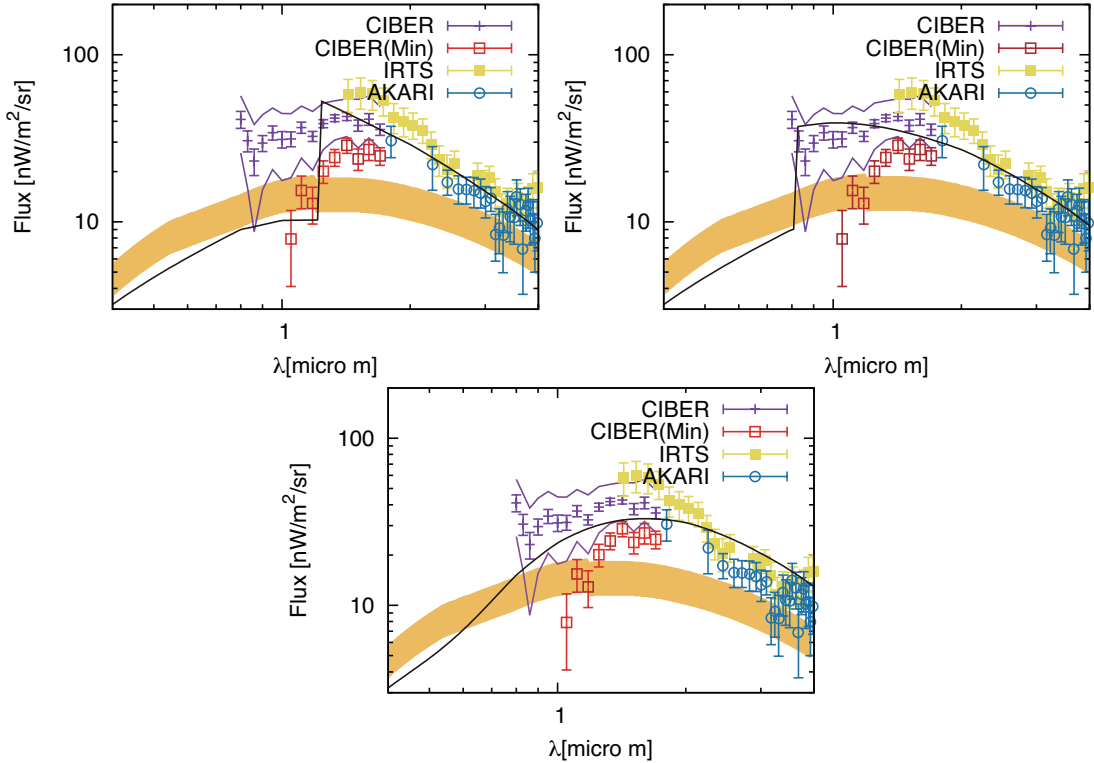 100
10
1
Flux [nW/m²/sr]
λ[micro m]
CIBER
CIBER(Min)
IRTS
AKARI
100
10
1
Flux [nW/m²/sr]
λ[micro m]
CIBER
CIBER(Min)
IRTS
AKARI
100
10
1
Flux [nW/m²/sr]
λ[micro m]
CIBER
CIBER(Min)
IRTS
AKARI